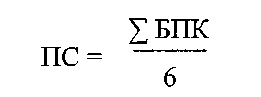 ПС = ∑ БПК / 6